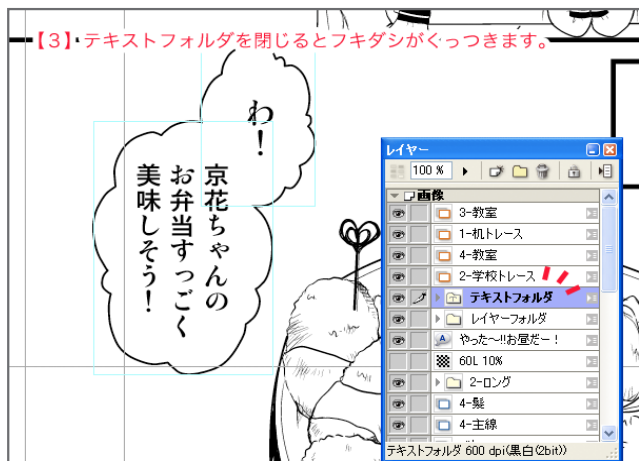 【3】テキストフォルダを閉じるとフキダシがくっつきます。
わ！
京花ちゃんの
お弁当すっごく
美味しそう！
レイヤー
100 %
画像
3-教室
1-机トレース
4-教室
2-学校トレース
テキストフォルダ
レイヤーフォルダ
A やった〜!!お昼だー！
60L 10%
2-ロング
4-髪
4-主線
テキストフォルダ 600 dpi(黒白(2bit))